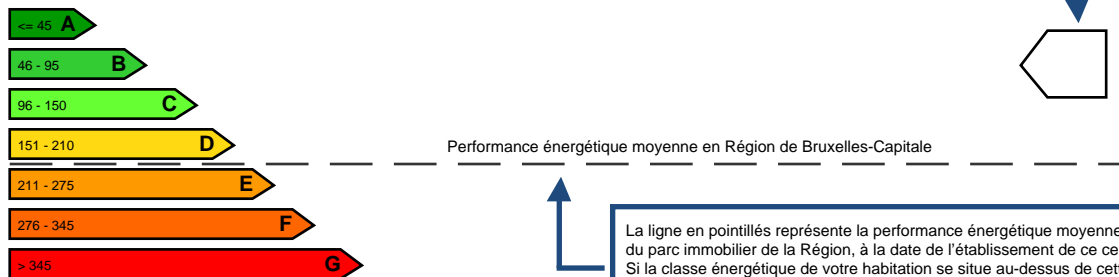 <= 45 A
46 - 95 B
96 - 150 C
151 - 210 D
Performance énergétique moyenne en Région de Bruxelles-Capitale
211 - 275 E
276 - 345 F
> 345 G
La ligne en pointillés représente la performance énergétique moyenne
du parc immobilier de la Région, à la date de l'établissement de ce
Si la classe énergétique de votre habitation se situe au-dessus de